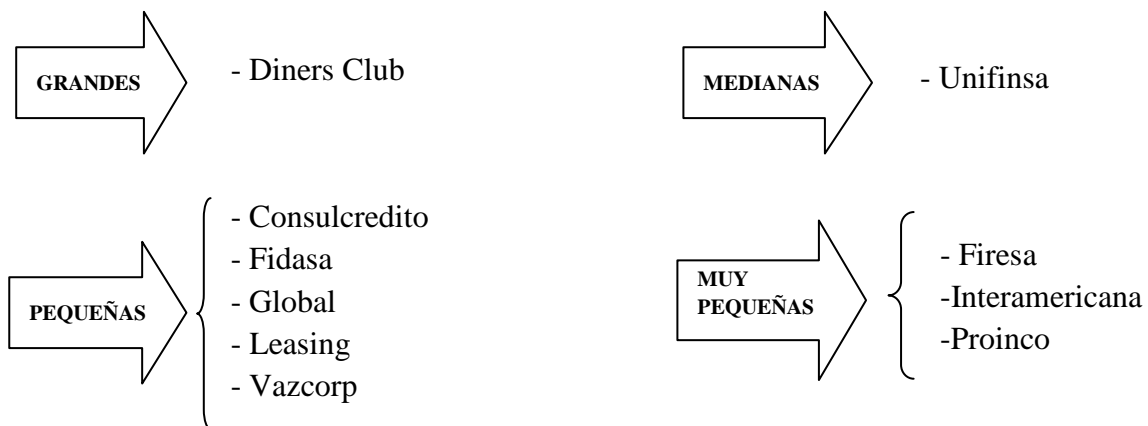 GRANDES
- Diners Club
MEDIANAS
- Unifinsa
PEQUEÑAS
- Consulcredito
- Fidasa
- Global
- Leasing
- Vazcorp
MUY
PEQUEÑAS
- Firesa
-Interamericana
-Proinco